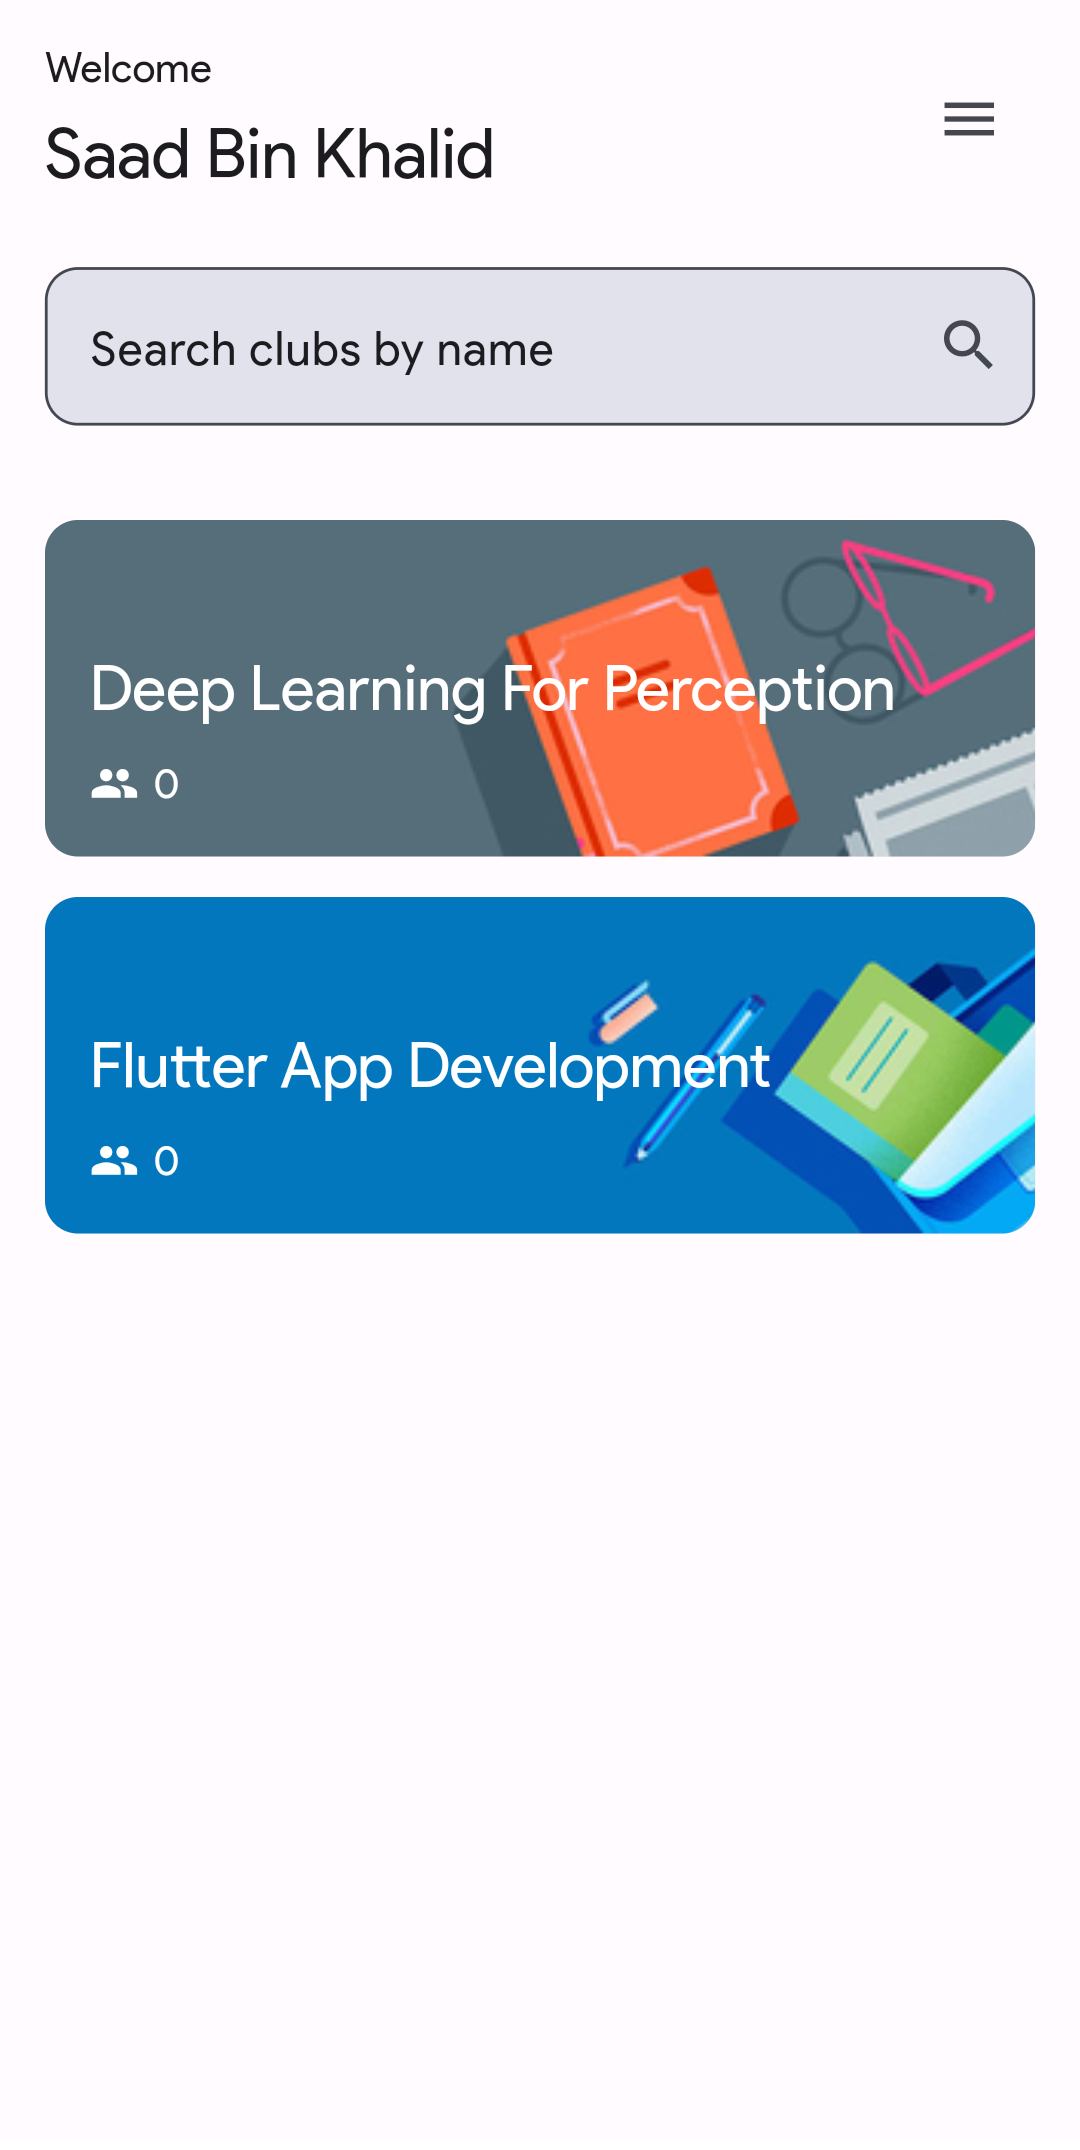 Welcome
Saad Bin Khalid
Search clubs by name
Deep Learning For Perception
0
Flutter App Development
0